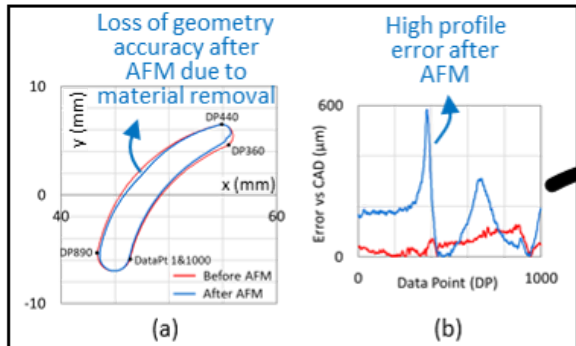 Loss of geometry
accuracy after
AFM due to
material removal
10
y (mm)
DP440
DP360
0
x (mm)
40
60
DP890
DataPt 1&1000
Before AFM
After AFM
-10
(a)
High profile
error after
AFM
600
Error vs CAD (µm)
0
0
1000
Data Point (DP)
(b)